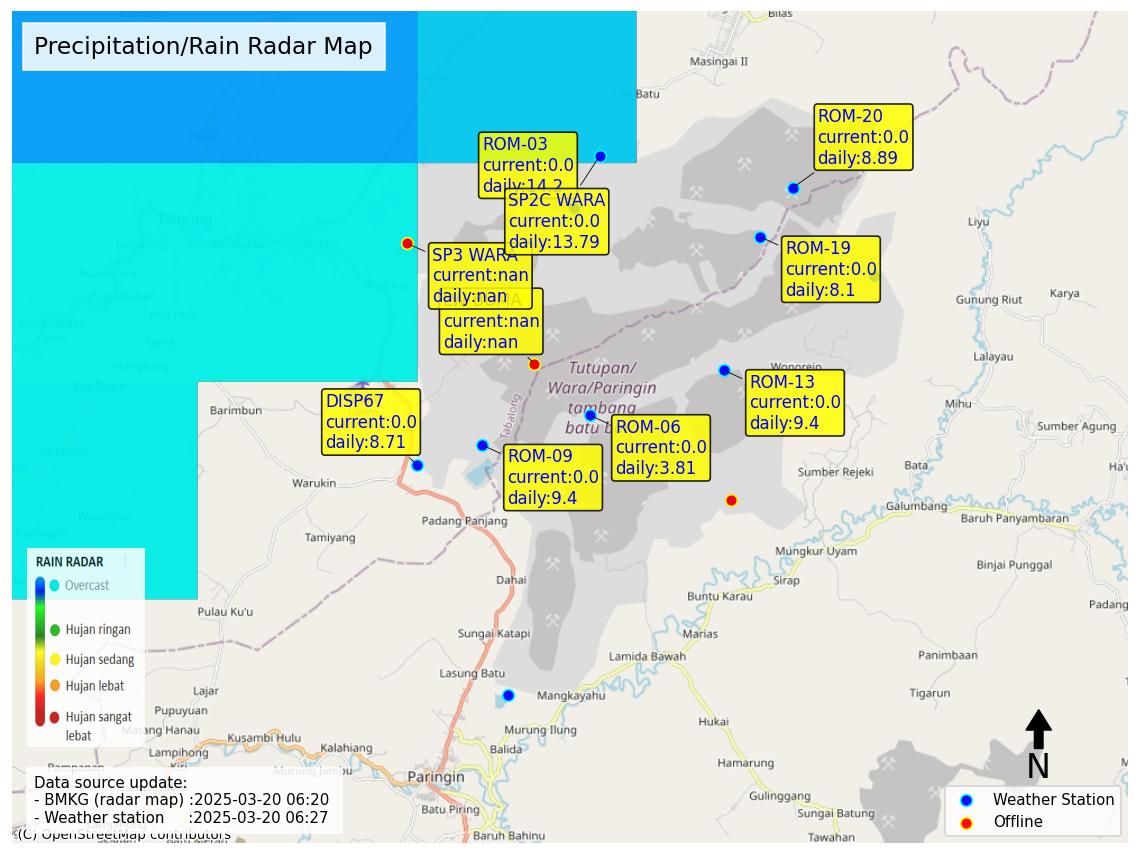 Precipitation/Rain Radar Map
Bilas
Masingai II
Batu
ROM-20
current:0.0
daily:8.89
ROM-03
current:0.0
daily:14.2
SP2C WARA
current:0.0
daily:13.79
Tanjung
Liyu
SP3 WARA
current:nan
daily:nan
current:nan
daily:nan
ROM-19
current:0.0
daily:8.1
Mabuai
Gunung Riut
Karya
Lalayau
Tutupan/
Wara/Paringin
tambang
batu
Wonorejo
ROM-13
current:0.0
daily:9.4
Luk Bayur
Barimbun
DISP67
current:0.0
daily:8.71
Tabalong
ROM-06
current:0.0
daily:3.81
Mihu
Sumber Agung
ROM-09
current:0.0
daily:9.4
Warukin
Sumber Rejeki
Bata
Galumbang
Baruh Panyambaran
Padang Panjang
Tamiyang
Mungkur Uyam
Binjai Punggal
Dahai
Sirap
Buntu Karau
Padang
RAIN RADAR
Overcast
Hujan ringan
Hujan sedang
Hujan lebat
Hujan sangat
lebat
Pulau Ku'u
Sungai Katapi
Marias
Lamida Bawah
Panimbaan
Lasung Batu
Lajar
Mangkayahu
Tigarun
Pupuyuan
Matang Hanau
Kusambi Hulu
Murung Ilung
Hukai
Lampihong
Kalahiang
Balida
Hamarung
Murung Jambu
Paringin
Gulinggang
Batu Piring
Sungai Batung
Baruh Bahinu
Tawahan
N
Data source update:
- BMKG (radar map) :2025-03-20 06:20
- Weather station :2025-03-20 06:27
(C) OpenStreetMap contributors
Weather Station
Offline